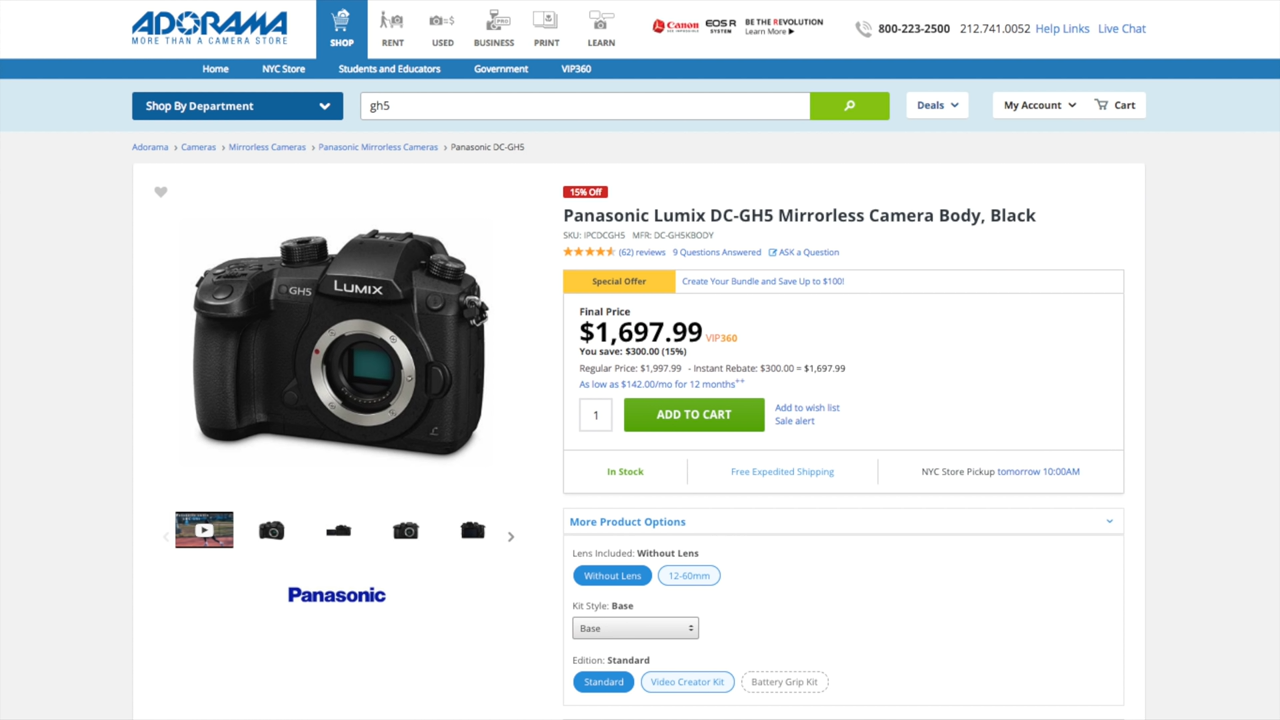 ADORAMA
MORE THAN A CAMERA STORE
SHOP
RENT
USED
BUSINESS
PRINT
LEARN
PRO
Canon
EOS R
SYSTEM
BE THE REVOLUTION
Learn More ▶
800-223-2500
212.741.0052
Help Links
Live Chat
Home
NYC Store
Students and Educators
Government
VIP360
Shop By Department
gh5
Deals
My Account
Cart
Adorama › Cameras › Mirrorless Cameras › Panasonic Mirrorless Cameras › Panasonic DC-GH5
GH5
LUMIX
L
Panasonic
15% Off
Panasonic Lumix DC-GH5 Mirrorless Camera Body, Black
SKU: IPCDCGH5 MFR: DC-GH5KBODY
(62) reviews 9 Questions Answered ASK a Question
Special Offer
Create Your Bundle and Save Up to $100!
Final Price
$1,697.99 VIP360
You save: $300.00 (15%)
Regular Price: $1,997.99 - Instant Rebate: $300.00 = $1,697.99
As low as $142.00/mo for 12 months++
1
ADD TO CART
Add to wish list
Sale alert
In Stock
Free Expedited Shipping
NYC Store Pickup tomorrow 10:00AM
More Product Options
Lens Included: Without Lens
Without Lens
12-60mm
Kit Style: Base
Base
Edition: Standard
Standard
Video Creator Kit
Battery Grip Kit